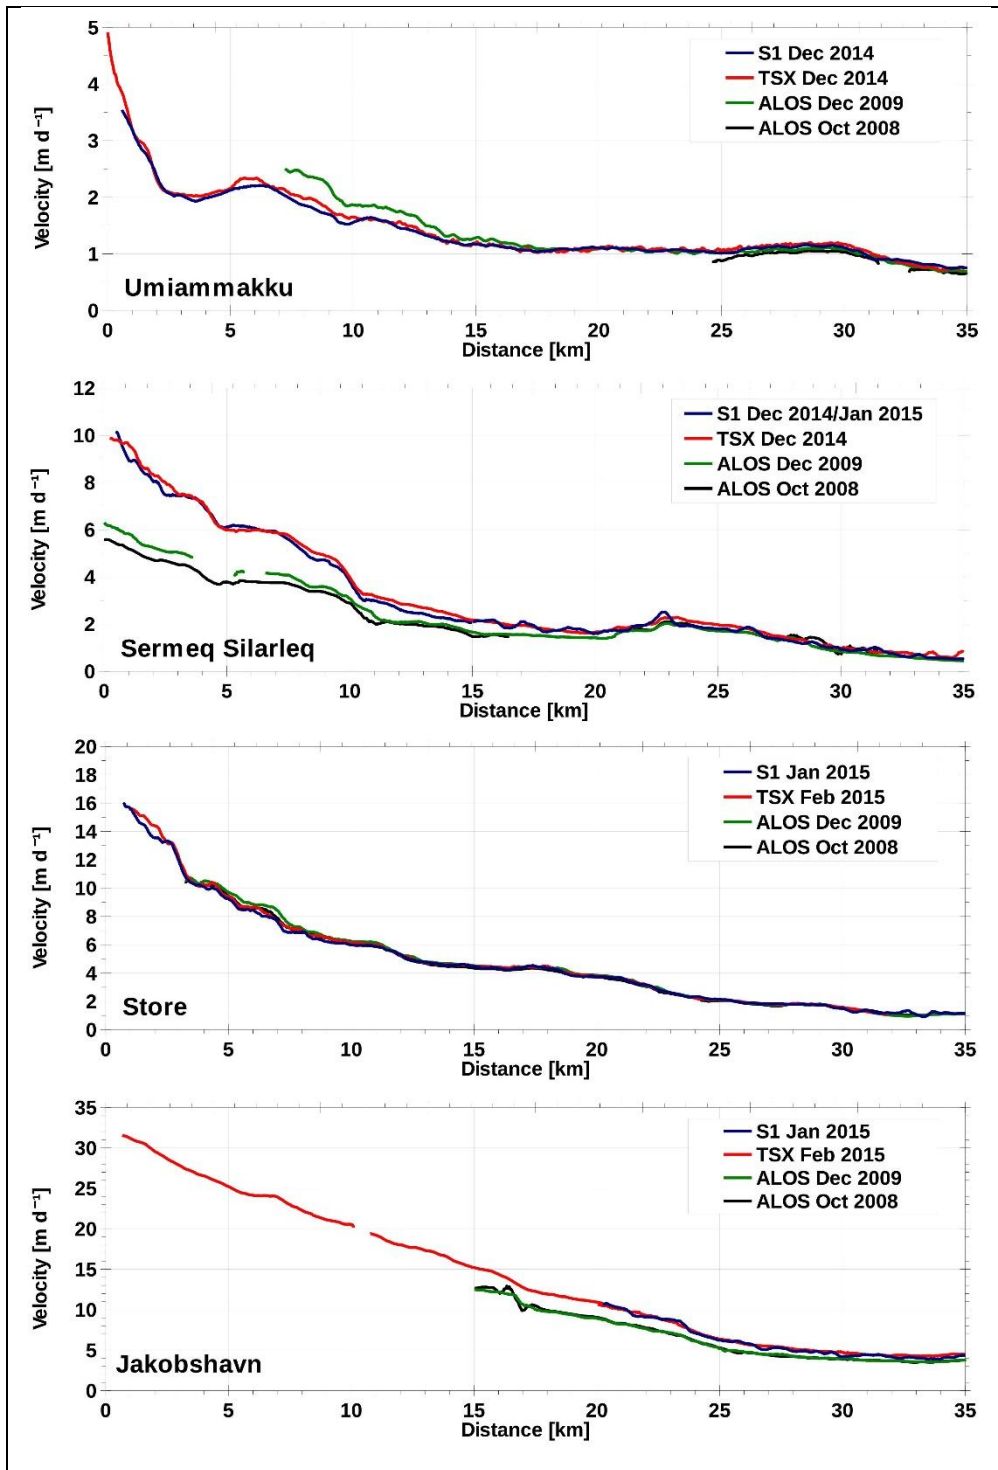 5
4
3
2
1
0
Velocity [m d⁻¹]
S1 Dec 2014
TSX Dec 2014
ALOS Dec 2009
ALOS Oct 2008
Umiammakku
0 5 10 15 20 25 30 35
Distance [km]
12
10
8
6
4
2
0
Velocity [m d⁻¹]
S1 Dec 2014/Jan 2015
TSX Dec 2014
ALOS Dec 2009
ALOS Oct 2008
Sermeq Silarleq
0 5 10 15 20 25 30 35
Distance [km]
20
18
16
14
12
10
8
6
4
2
0
Velocity [m d⁻¹]
S1 Jan 2015
TSX Feb 2015
ALOS Dec 2009
ALOS Oct 2008
Store
0 5 10 15 20 25 30 35
Distance [km]
35
30
25
20
15
10
5
0
Velocity [m d⁻¹]
S1 Jan 2015
TSX Feb 2015
ALOS Dec 2009
ALOS Oct 2008
Jakobshavn
0 5 10 15 20 25 30 35
Distance [km]